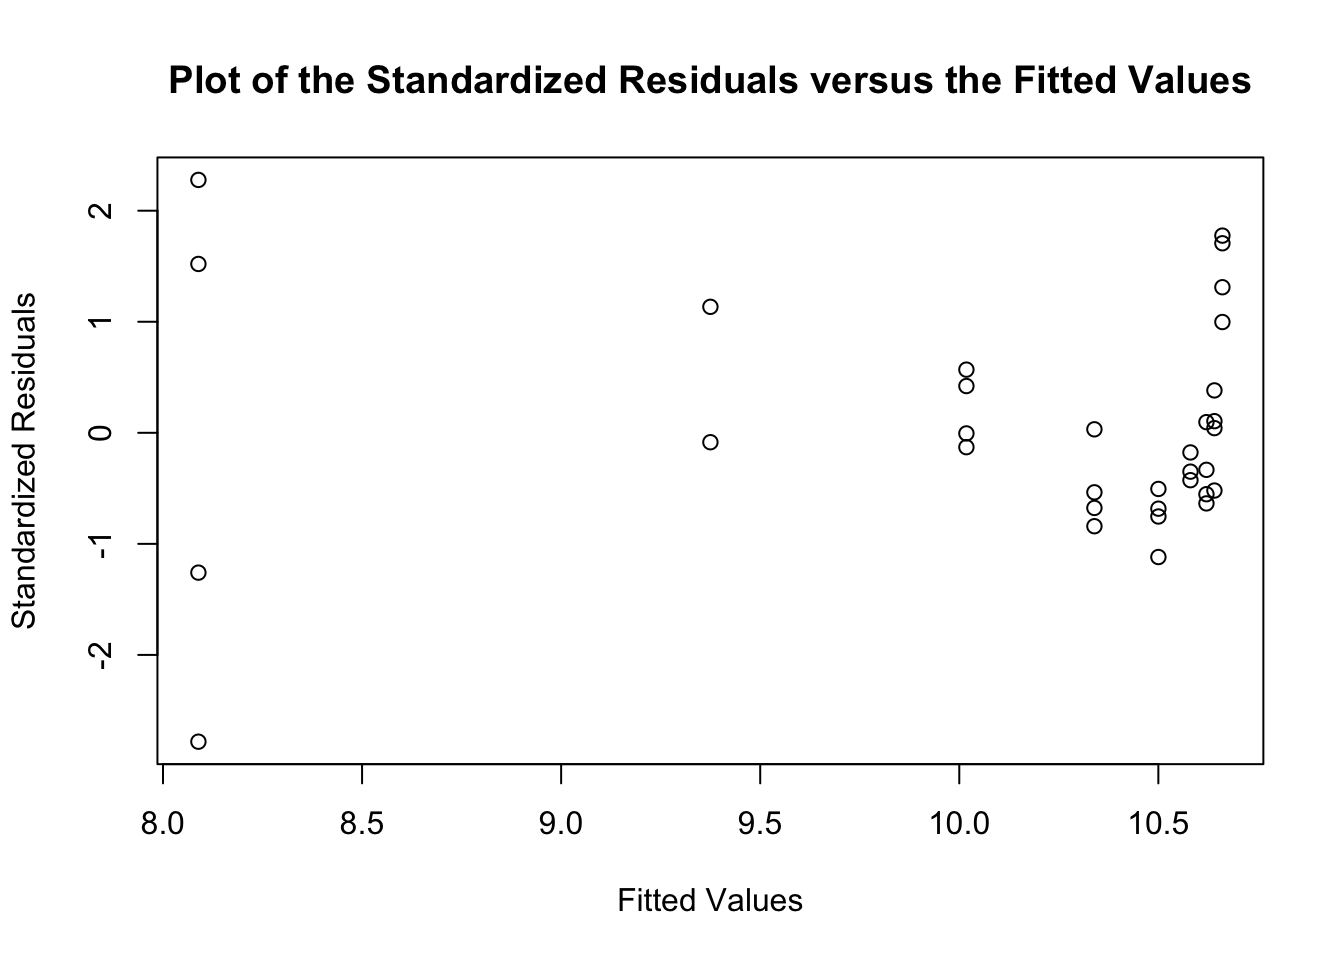 Plot of the Standardized Residuals versus the Fitted Values
Standardized Residuals
2
1
0
-1
-2
8.0 8.5 9.0 9.5 10.0 10.5
Fitted Values